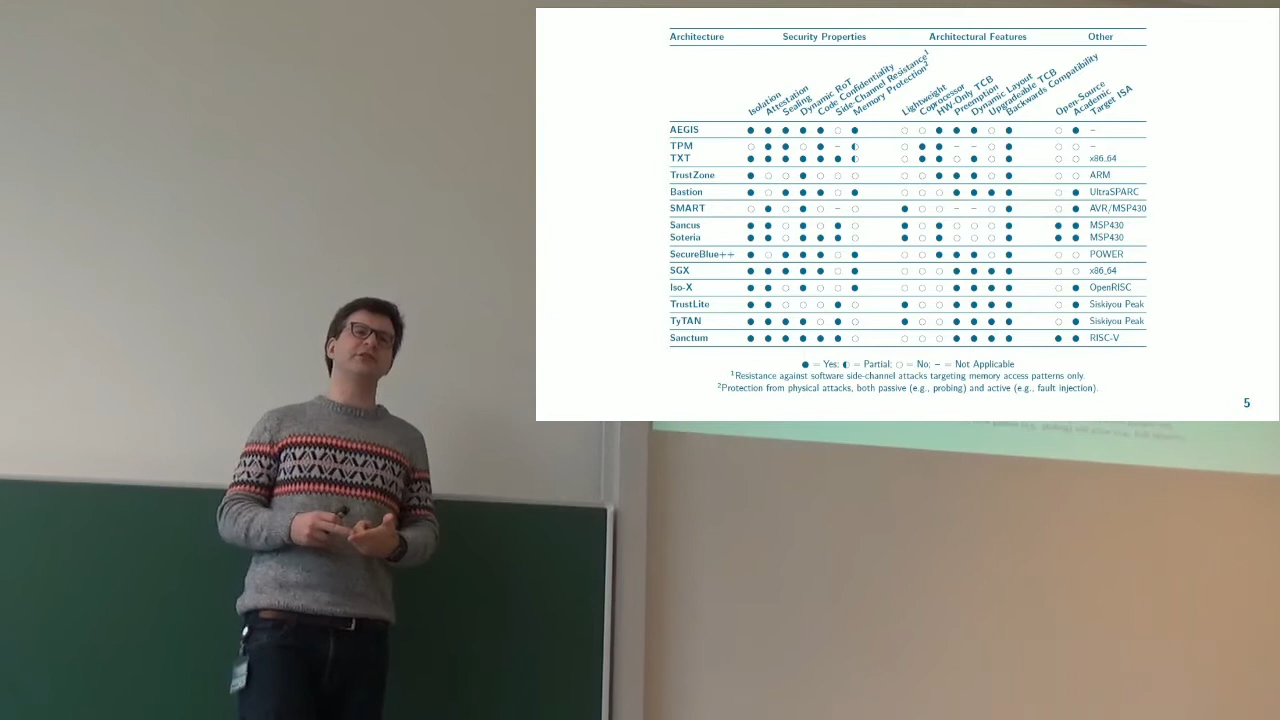 Architecture Security Properties Architectural Features Other
Isolation Attestation Sealing Dynamic RoT Code Confidentiality Side-Channel Resistance¹ Memory Protection² Lightweight Coprocessor HW-Only TCB Preemption Dynamic Layout Upgradeable TCB Backwards Compatibility Open-Source Academic Target ISA
AEGIS ● ● ● ● ● ○ ● ○ ○ ● ● ● ○ ● ○ ● –
TPM ○ ● ● ○ ● – ◐ ○ ● ● – – ○ ● ○ ○ –
TXT ● ● ● ● ● ● ◐ ○ ● ● ○ ● ○ ● ○ ○ x86_64
TrustZone ● ○ ○ ● ○ ○ ○ ○ ○ ● ● ● ○ ● ○ ○ ARM
Bastion ● ○ ● ● ● ○ ● ○ ○ ○ ● ● ● ● ○ ● UltraSPARC
SMART ○ ● ○ ● ○ – ○ ● ○ ○ – – ○ ● ○ ● AVR/MSP430
Sancus ● ● ○ ● ○ ● ○ ● ○ ● ○ ○ ○ ● ● ● MSP430
Soteria ● ● ○ ● ● ● ○ ● ○ ● ○ ○ ○ ● ● ● MSP430
SecureBlue++ ● ○ ● ● ● ○ ● ○ ○ ● ● ● ○ ● ○ ○ POWER
SGX ● ● ● ● ● ○ ● ○ ○ ○ ● ● ● ● ○ ○ x86_64
Iso-X ● ● ○ ● ○ ○ ● ○ ○ ○ ● ● ● ● ○ ● OpenRISC
TrustLite ● ● ○ ○ ○ ● ○ ● ○ ○ ● ● ● ● ○ ● Siskiyou Peak
TyTAN ● ● ● ● ○ ● ○ ● ○ ○ ● ● ● ● ○ ● Siskiyou Peak
Sanctum ● ● ● ● ● ● ○ ○ ○ ○ ● ● ● ● ● ● RISC-V
● = Yes; ◐ = Partial; ○ = No; – = Not Applicable
¹Resistance against software side-channel attacks targeting memory access patterns only.
²Protection from physical attacks, both passive (e.g., probing) and active (e.g., fault injection).
5